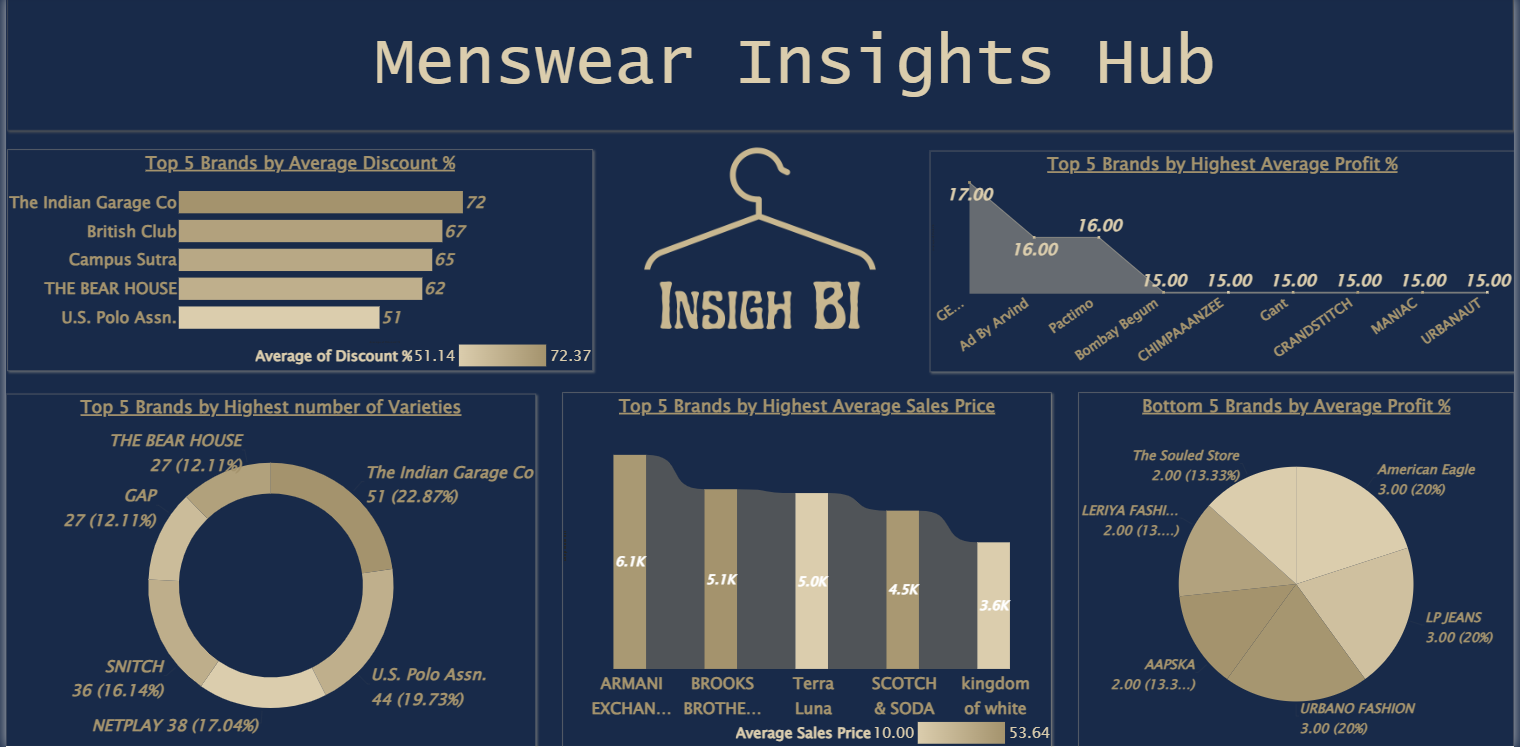 Menswear Insights Hub
Top 5 Brands by Average Discount %
The Indian Garage Co 72
British Club 67
Campus Sutra 65
THE BEAR HOUSE 62
U.S. Polo Assn. 51
Average of Discount % 51.14 72.37
INSIGH BI
Top 5 Brands by Highest Average Profit %
17.00
16.00
16.00
15.00 15.00 15.00 15.00 15.00 15.00
GE...
Ad By Arvind
Pactimo
Bombay Begum
CHIMPAAANZEE
Gant
GRANDSTITCH
MANIAC
URBANAUT
Top 5 Brands by Highest number of Varieties
THE BEAR HOUSE
27 (12.11%)
The Indian Garage Co
51 (22.87%)
GAP
27 (12.11%)
SNITCH
36 (16.14%)
U.S. Polo Assn.
44 (19.73%)
NETPLAY 38 (17.04%)
Top 5 Brands by Highest Average Sales Price
6.1K
5.1K
5.0K
4.5K
3.6K
ARMANI
EXCHAN...
BROOKS
BROTHE...
Terra
Luna
SCOTCH
& SODA
kingdom
of white
Average Sales Price 10.00 53.64
Bottom 5 Brands by Average Profit %
The Souled Store
2.00 (13.33%)
American Eagle
3.00 (20%)
LERIYA FASHI...
2.00 (13....)
LP JEANS
3.00 (20%)
AAPSKA
2.00 (13.3...)
URBANO FASHION
3.00 (20%)